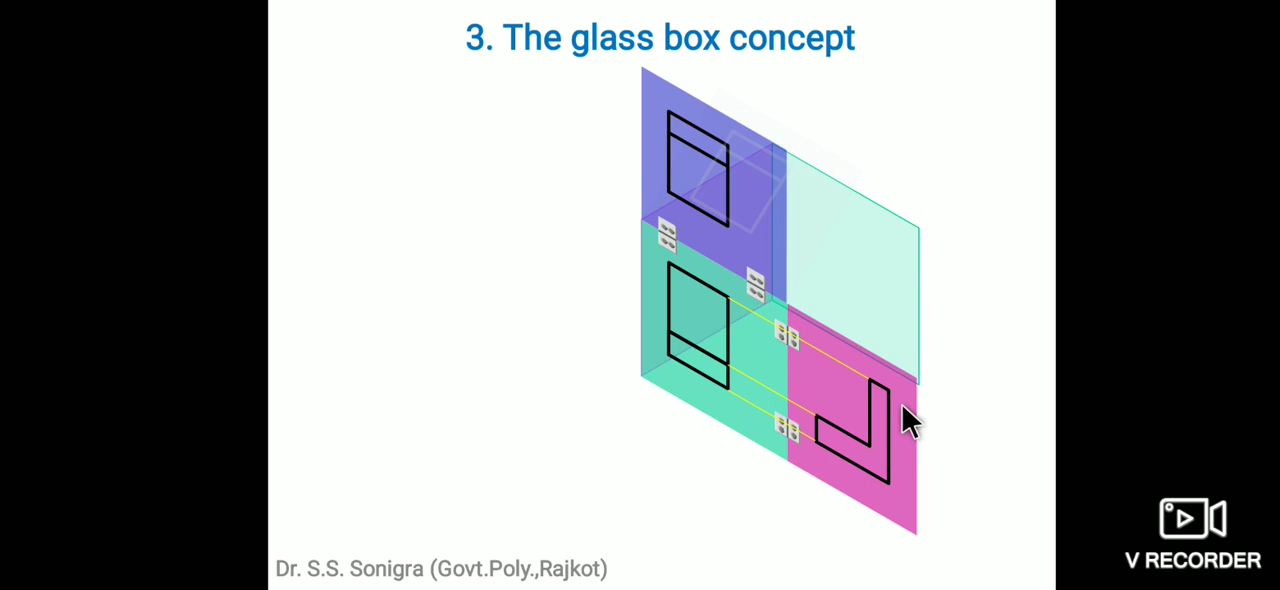 3. The glass box concept
Dr. S.S. Sonigra (Govt.Poly.,Rajkot)
V RECORDER